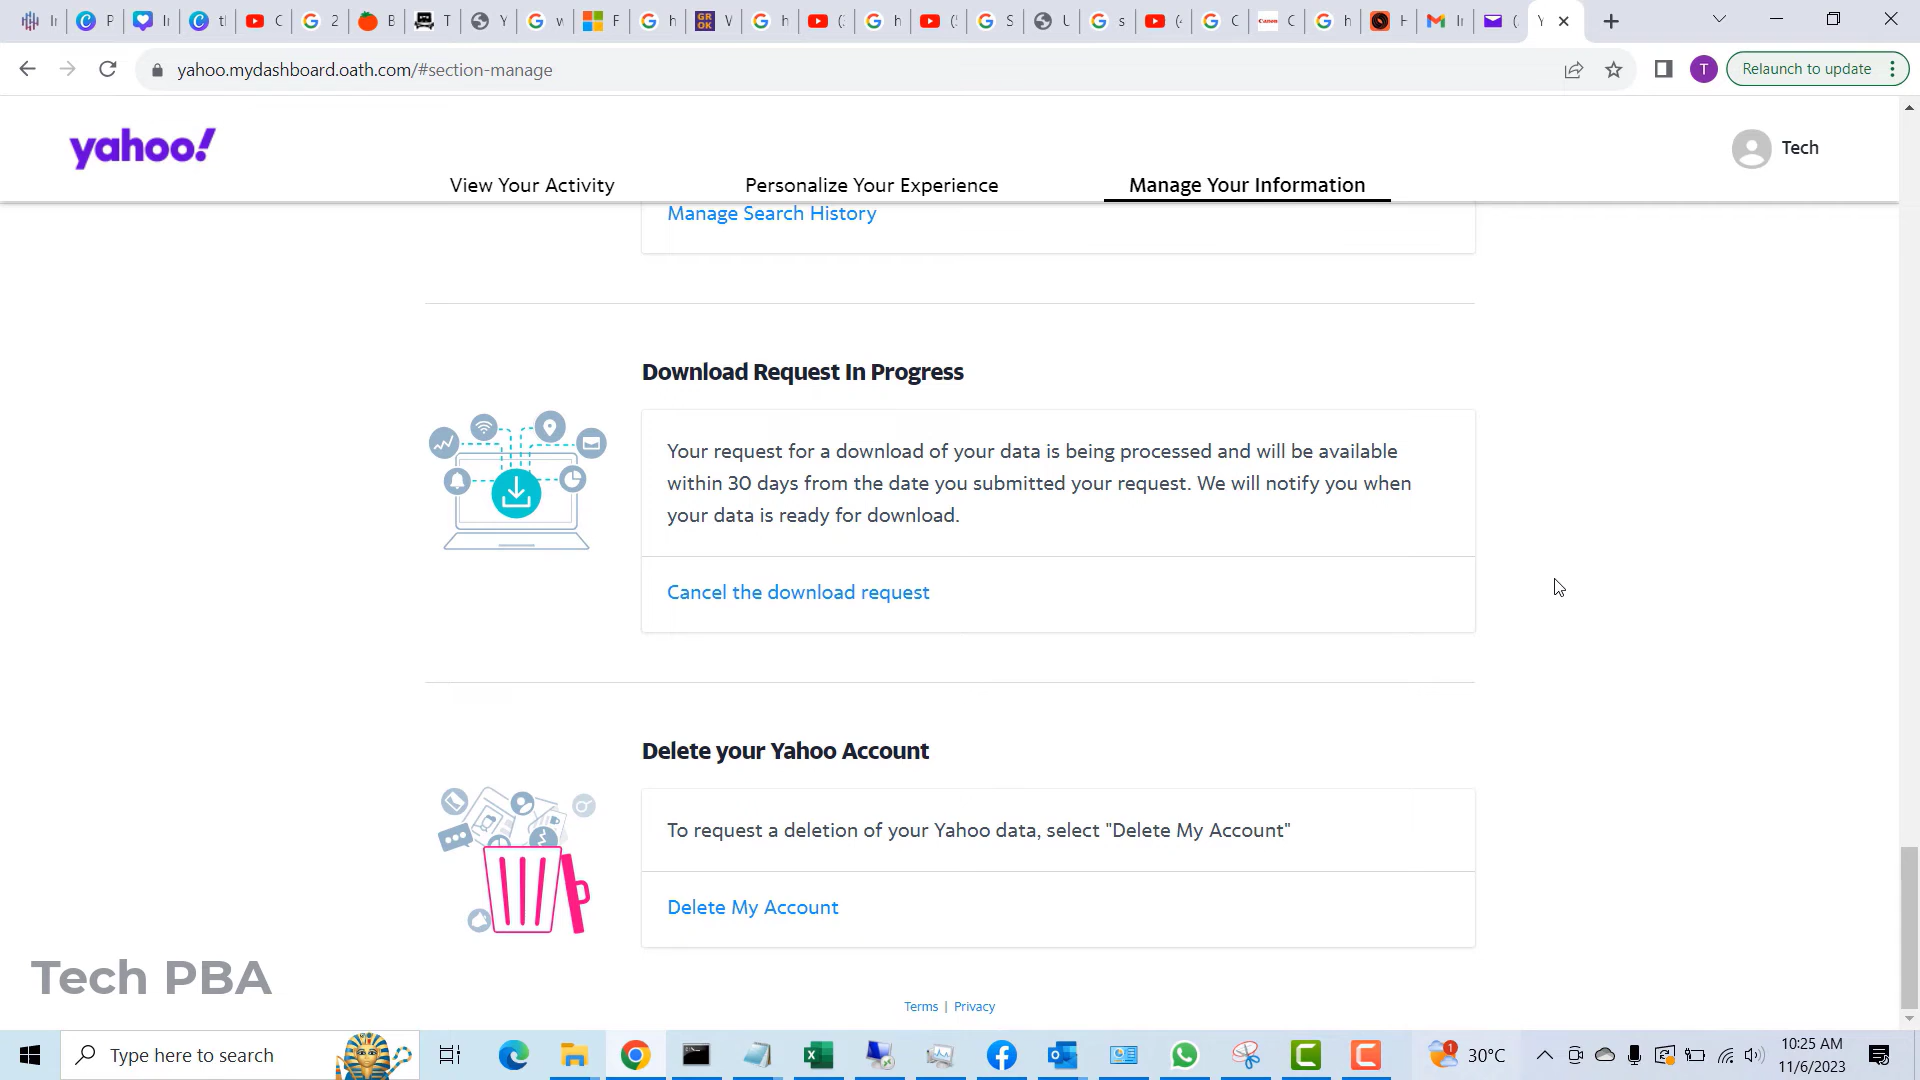 yahoo.mydashboard.oath.com/#section-manage
T
Relaunch to update
yahoo!
Tech
View Your Activity
Personalize Your Experience
Manage Your Information
Manage Search History
Download Request In Progress
Your request for a download of your data is being processed and will be available
within 30 days from the date you submitted your request. We will notify you when
your data is ready for download.
Cancel the download request
Delete your Yahoo Account
To request a deletion of your Yahoo data, select "Delete My Account"
Delete My Account
Tech PBA
Terms | Privacy
Type here to search
30°C
10:25 AM
11/6/2023